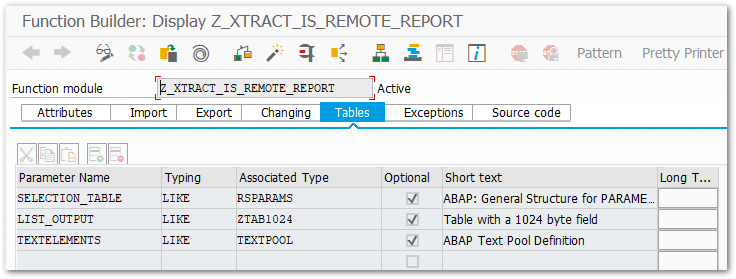 Function Builder: Display Z_XTRACT_IS_REMOTE_REPORT
Pattern Pretty Printer
Function module Z_XTRACT_IS_REMOTE_REPORT Active
Attributes Import Export Changing Tables Exceptions Source code
Parameter Name Typing Associated Type Optional Short text Long T...
SELECTION_TABLE LIKE RSPARAMS ABAP: General Structure for PARAME...
LIST_OUTPUT LIKE ZTAB1024 Table with a 1024 byte field
TEXTELEMENTS LIKE TEXTPOOL ABAP Text Pool Definition